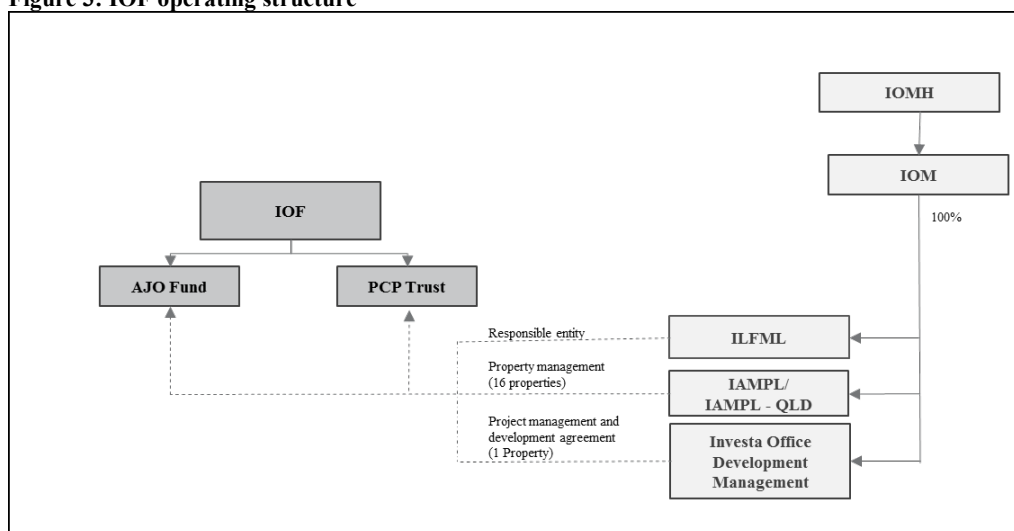 Figure 3: IOF operating structure
IOMH
IOM
100%
IOF
AJO Fund
PCP Trust
Responsible entity
ILFML
Property management
(16 properties)
IAMPL/
IAMPL - QLD
Project management and
development agreement
(1 Property)
Investa Office
Development
Management